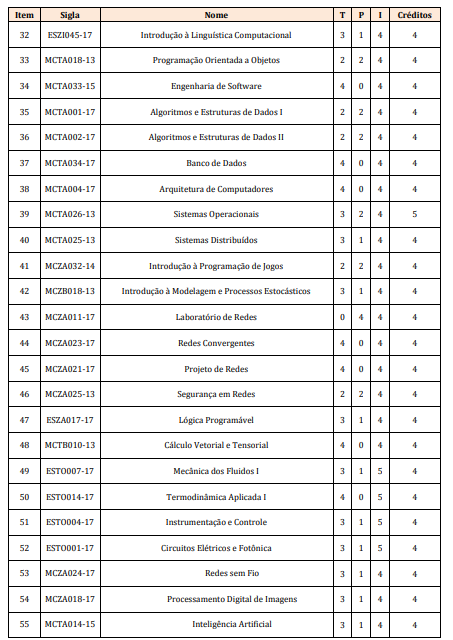 Item Sigla Nome T P I Créditos
32 ESZI045-17 Introdução à Linguística Computacional 3 1 4 4
33 MCTA018-13 Programação Orientada a Objetos 2 2 4 4
34 MCTA033-15 Engenharia de Software 4 0 4 4
35 MCTA001-17 Algoritmos e Estruturas de Dados I 2 2 4 4
36 MCTA002-17 Algoritmos e Estruturas de Dados II 2 2 4 4
37 MCTA034-17 Banco de Dados 4 0 4 4
38 MCTA004-17 Arquitetura de Computadores 4 0 4 4
39 MCTA026-13 Sistemas Operacionais 3 2 4 5
40 MCTA025-13 Sistemas Distribuídos 3 1 4 4
41 MCZA032-14 Introdução à Programação de Jogos 2 2 4 4
42 MCZB018-13 Introdução à Modelagem e Processos Estocásticos 3 1 4 4
43 MCZA011-17 Laboratório de Redes 0 4 4 4
44 MCZA023-17 Redes Convergentes 4 0 4 4
45 MCZA021-17 Projeto de Redes 4 0 4 4
46 MCZA025-13 Segurança em Redes 2 2 4 4
47 ESZA017-17 Lógica Programável 3 1 4 4
48 MCTB010-13 Cálculo Vetorial e Tensorial 4 0 4 4
49 ESTO007-17 Mecânica dos Fluidos I 3 1 5 4
50 ESTO014-17 Termodinâmica Aplicada I 4 0 5 4
51 ESTO004-17 Instrumentação e Controle 3 1 5 4
52 ESTO001-17 Circuitos Elétricos e Fotônica 3 1 5 4
53 MCZA024-17 Redes sem Fio 3 1 4 4
54 MCZA018-17 Processamento Digital de Imagens 3 1 4 4
55 MCTA014-15 Inteligência Artificial 3 1 4 4